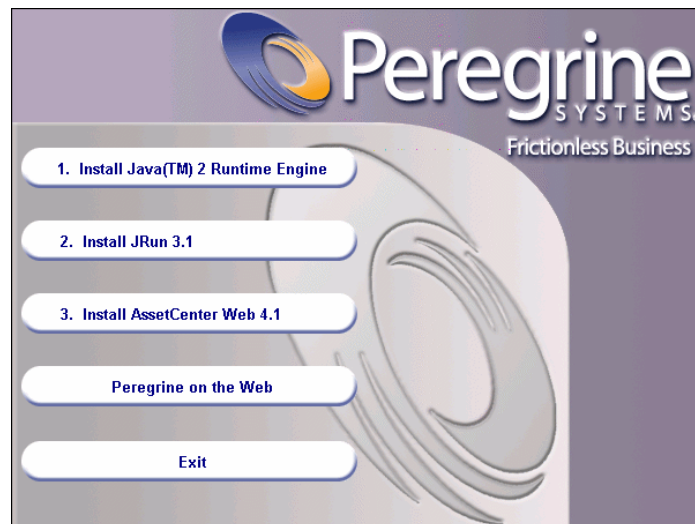 Peregrine
SYSTEMS
Frictionless Business
1. Install Java(TM) 2 Runtime Engine
2. Install JRun 3.1
3. Install AssetCenter Web 4.1
Peregrine on the Web
Exit